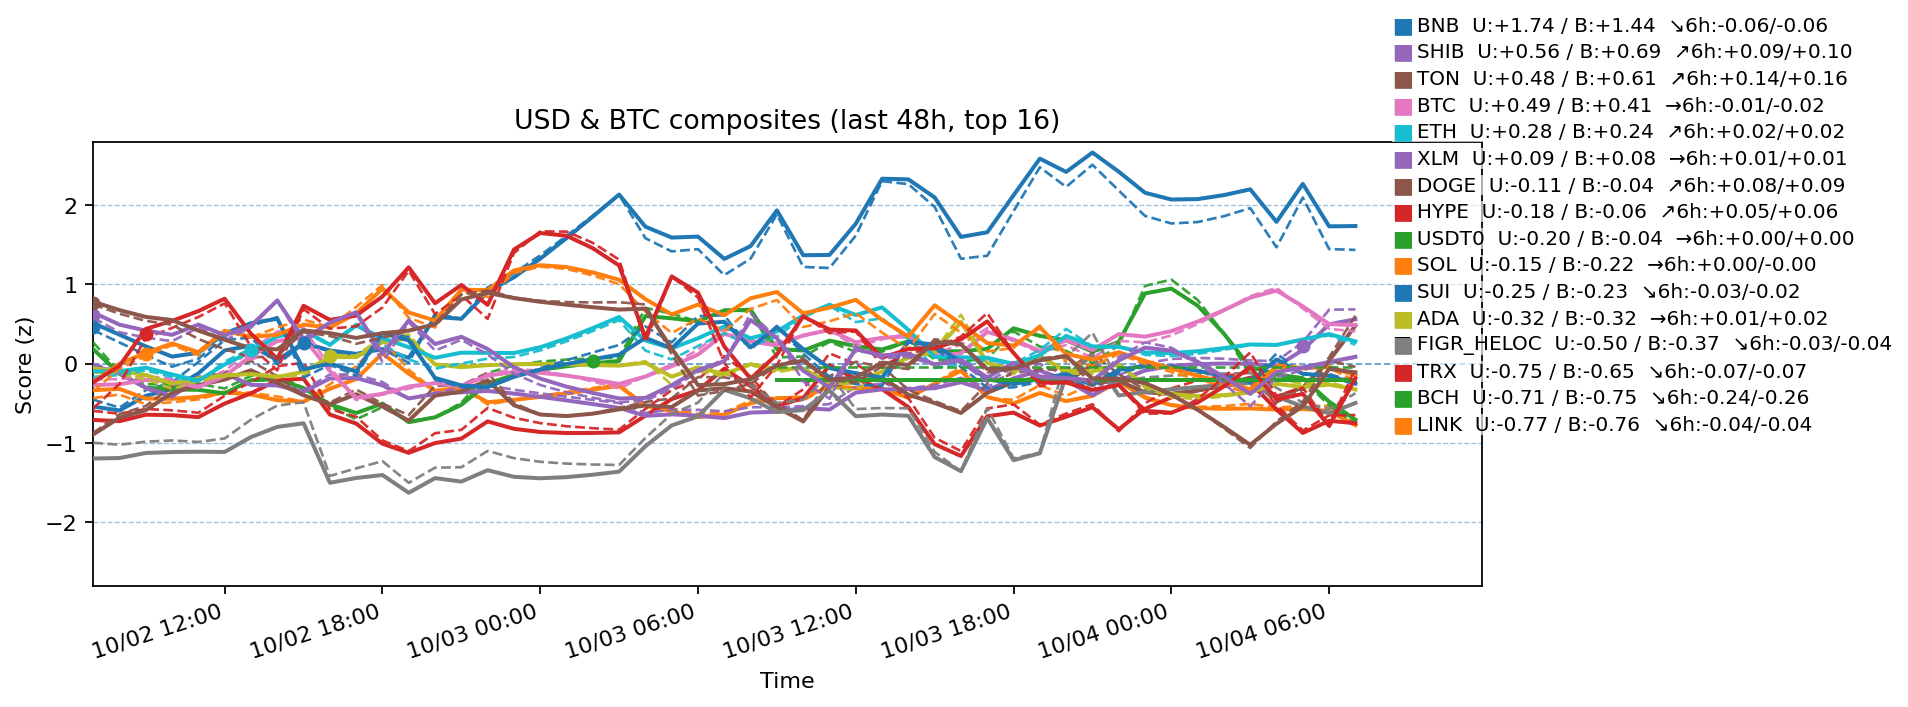 BNB U:+1.74 / B:+1.44 ↘6h:-0.06/-0.06
SHIB U:+0.56 / B:+0.69 ↗6h:+0.09/+0.10
TON U:+0.48 / B:+0.61 ↗6h:+0.14/+0.16
BTC U:+0.49 / B:+0.41 →6h:-0.01/-0.02
ETH U:+0.28 / B:+0.24 ↗6h:+0.02/+0.02
XLM U:+0.09 / B:+0.08 →6h:+0.01/+0.01
DOGE U:-0.11 / B:-0.04 ↗6h:+0.08/+0.09
HYPE U:-0.18 / B:-0.06 ↗6h:+0.05/+0.06
USDT0 U:-0.20 / B:-0.04 →6h:+0.00/+0.00
SOL U:-0.15 / B:-0.22 →6h:+0.00/-0.00
SUI U:-0.25 / B:-0.23 ↘6h:-0.03/-0.02
ADA U:-0.32 / B:-0.32 →6h:+0.01/+0.02
FIGR_HELOC U:-0.50 / B:-0.37 ↘6h:-0.03/-0.04
TRX U:-0.75 / B:-0.65 ↘6h:-0.07/-0.07
BCH U:-0.71 / B:-0.75 ↘6h:-0.24/-0.26
LINK U:-0.77 / B:-0.76 ↘6h:-0.04/-0.04
USD & BTC composites (last 48h, top 16)
Score (z)
2
1
0
−1
−2
10/02 12:00
10/02 18:00
10/03 00:00
10/03 06:00
10/03 12:00
10/03 18:00
10/04 00:00
10/04 06:00
Time